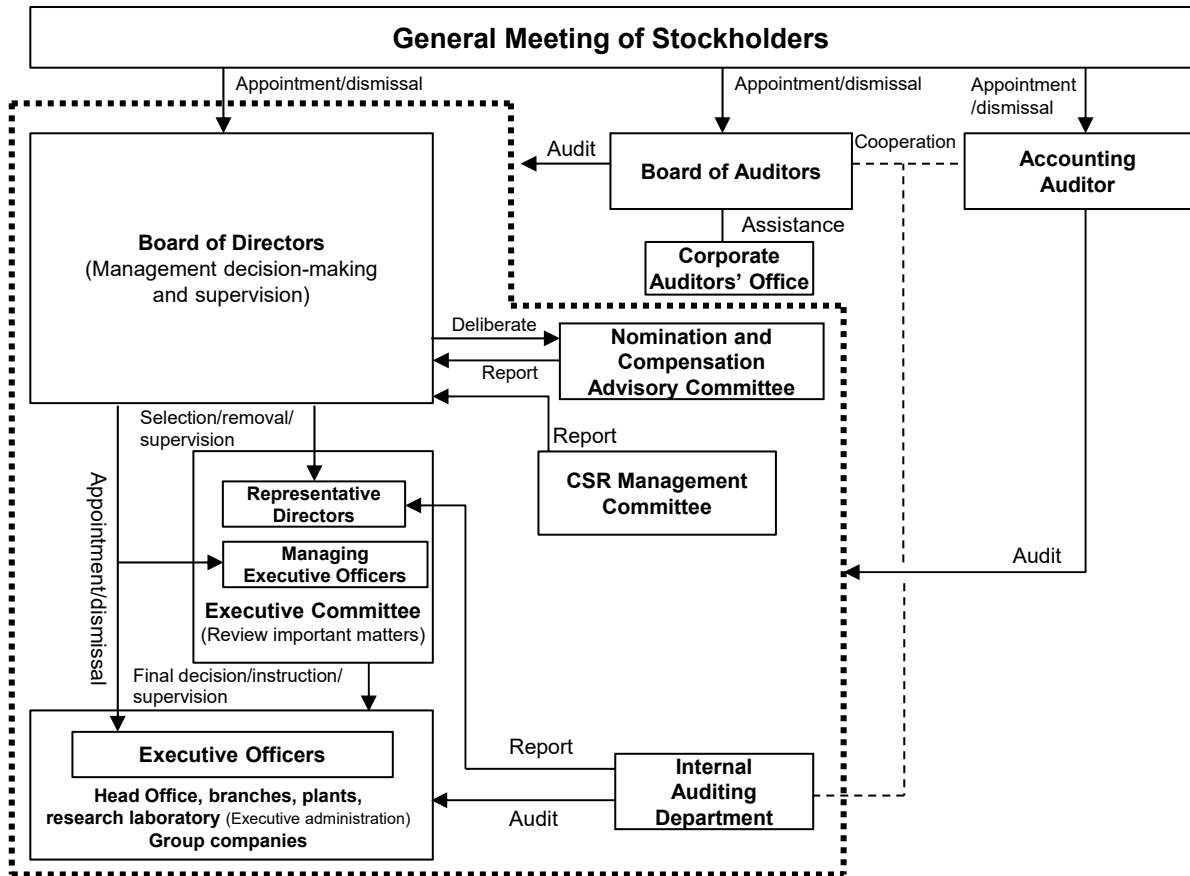 General Meeting of Stockholders
Appointment/dismissal
Appointment/dismissal
Appointment
/dismissal
Audit
Board of Auditors
Cooperation
Accounting
Auditor
Assistance
Corporate
Auditors’ Office
Board of Directors
(Management decision-making
and supervision)
Deliberate
Report
Nomination and
Compensation
Advisory Committee
Report
CSR Management
Committee
Selection/removal/
supervision
Appointment/dismissal
Representative
Directors
Managing
Executive Officers
Executive Committee
(Review important matters)
Audit
Final decision/instruction/
supervision
Executive Officers
Head Office, branches, plants,
research laboratory (Executive administration)
Group companies
Report
Audit
Internal
Auditing
Department